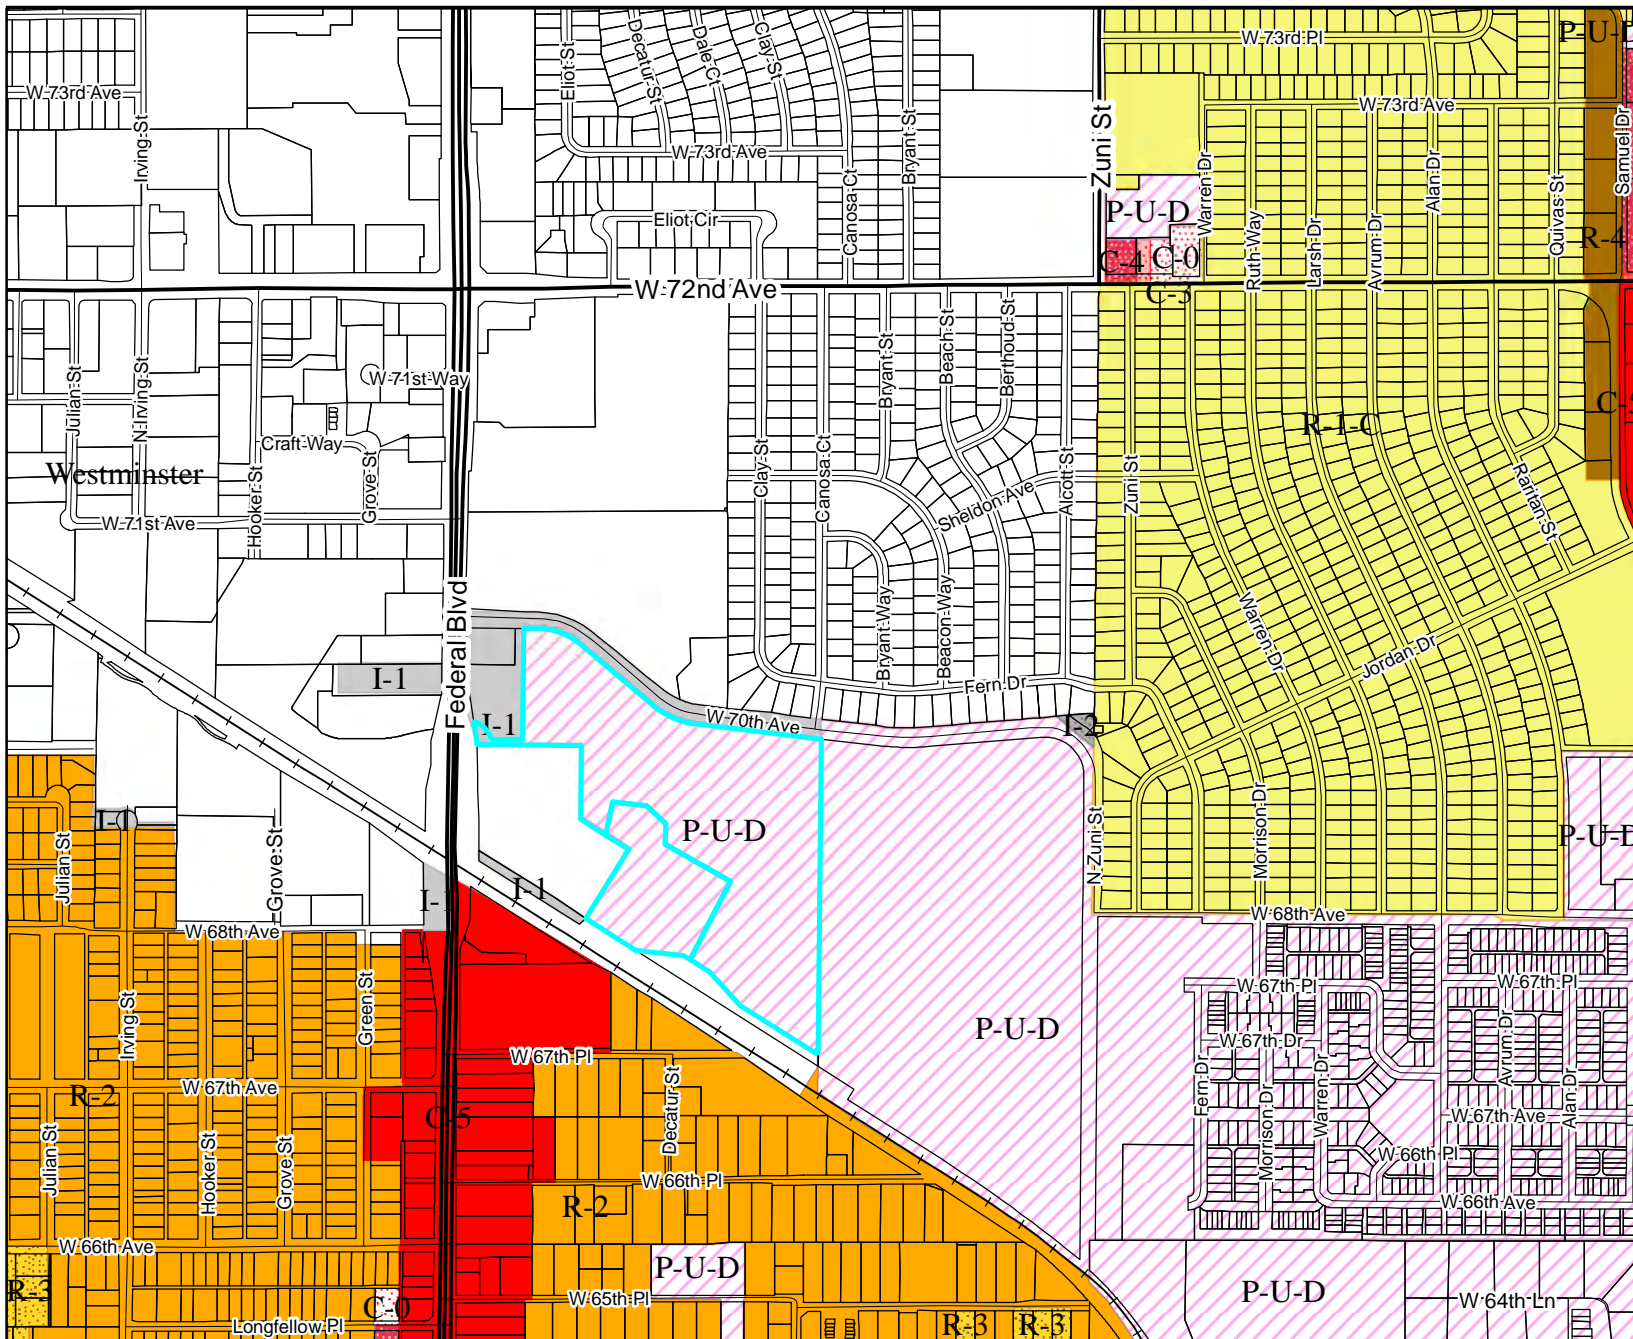 P-U-D
W 73rd Pl
Eliot St
Decatur St
Dale Ct
Clay St
W 73rd Ave
W 73rd Ave
Irving St
Bryant St
Zuni St
Samuel Dr
W 73rd Ave
Warren Dr
Alan Dr
P-U-D
Eliot Cir
Canosa Ct
Ruth Way
Larsh Dr
Avrum Dr
Quivas St
R-4
C-4
C-0
W 72nd Ave
C-3
Julian St
N Irving St
W 71st Way
Bryant St
Beach St
Berthoud St
C-5
R-1-C
Craft Way
Westminster
Hooker St
Grove St
Clay St
Canosa Ct
Alcott St
Zuni St
Raritan St
Sheldon Ave
W 71st Ave
Federal Blvd
Bryant Way
Beacon Way
Warren Dr
Jordan Dr
I-1
Fern Dr
I-1
W 70th Ave
I-2
I-1
P-U-D
P-U-D
Julian St
Grove St
N Zuni St
Morrison Dr
I-1
I-1
W 68th Ave
W 68th Ave
Irving St
Green St
W 67th Pl
W 67th Pl
P-U-D
W 67th Pl
W 67th Dr
Avrum Dr
R-2
W 67th Ave
C-5
Decatur St
Fern Dr
Morrison Dr
Warren Dr
Alan Dr
W 67th Ave
Julian St
Hooker St
Grove St
W 66th Pl
W 66th Pl
R-2
W 66th Ave
W 66th Ave
P-U-D
R-3
C-0
W 65th Pl
P-U-D
W 64th Ln
Longfellow Pl
R-3
R-3